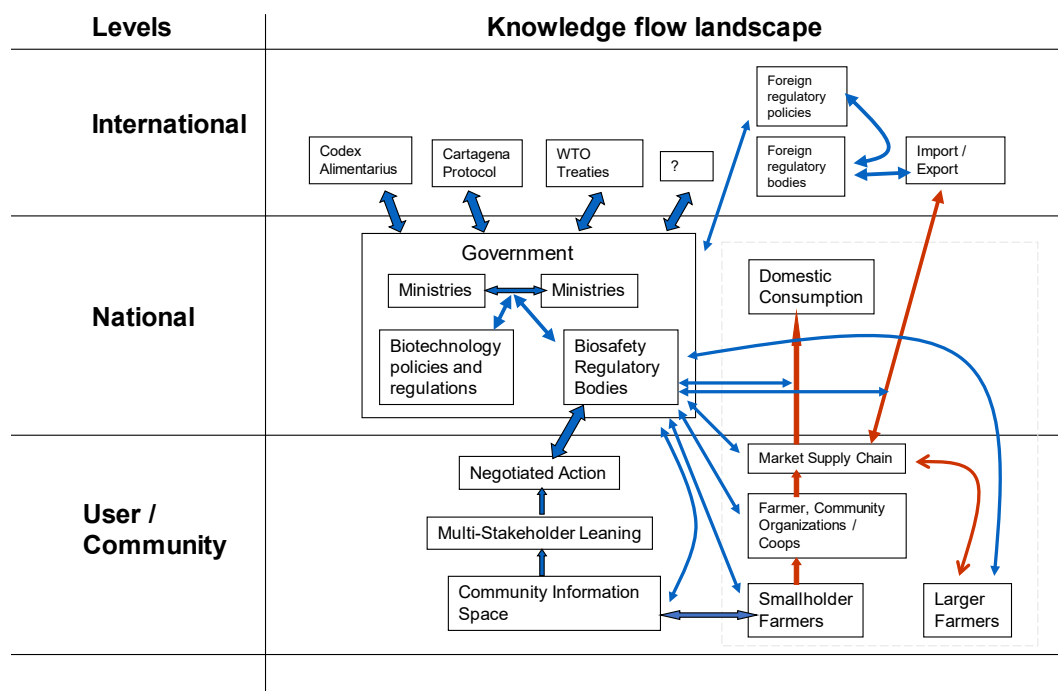 Levels
Knowledge flow landscape
International
Foreign
regulatory
policies
Codex
Alimentarius
Cartagena
Protocol
WTO
Treaties
?
Foreign
regulatory
bodies
Import /
Export
National
Government
Ministries
Ministries
Domestic
Consumption
Biotechnology
policies and
regulations
Biosafety
Regulatory
Bodies
User /
Community
Negotiated Action
Market Supply Chain
Multi-Stakeholder Leaning
Farmer, Community
Organizations /
Coops
Community Information
Space
Smallholder
Farmers
Larger
Farmers